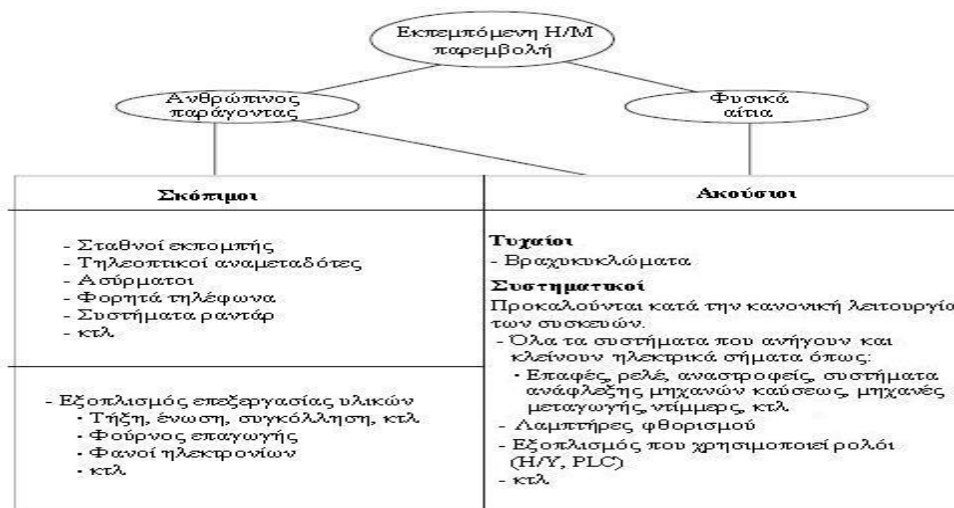 Εκπεμπόμενη Η/Μ
παρεμβολή
Ανθρώπινος
παράγοντας
Φυσικά
αίτια
Σκόπιμοι
- Σταθνοί εκπομπής
- Τηλεοπτικοί αναμεταδότες
- Ασύρματοι
- Φορητά τηλέφωνα
- Συστήματα ραντάρ
- κτλ
- Εξοπλισμός επεξεργασίας υλικών
• Τήξη, ένωση, συγκόλληση, κτλ
• Φούρνος επαγωγής
• Φανοί ηλεκτρονίων
- κτλ
Ακούσιοι
Τυχαίοι
- Βραχυκυκλώματα
Συστηματικοί
Προκαλούνται κατά την κανονική λειτουργία
των συσκευών.
- Όλα τα συστήματα που ανήγουν και
κλείνουν ηλεκτρικά σήματα όπως:
• Επαφές, ρελέ, αναστροφείς, συστήματα
ανάφλεξης μηχανών καύσεως, μηχανές
μεταγωγής, ντίμμερς, κτλ
- Λαμπτήρες φθορισμού
- Εξοπλισμός που χρησιμοποιεί ρολόι
(Η/Υ, PLC)
- κτλ